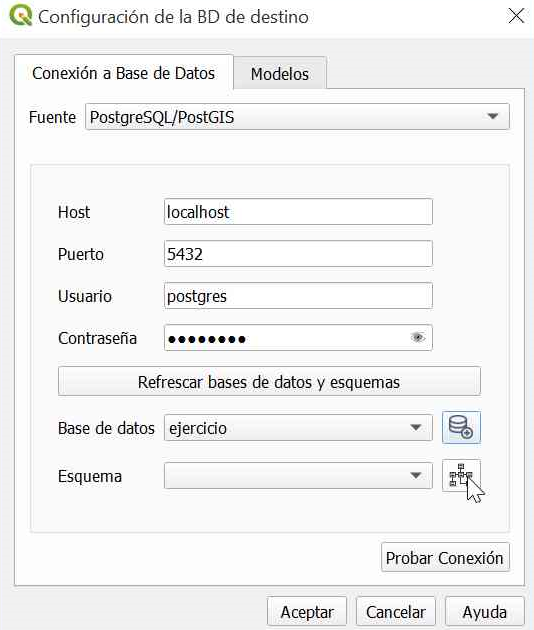 Configuración de la BD de destino
Conexión a Base de Datos
Modelos
Fuente PostgreSQL/PostGIS
Host localhost
Puerto 5432
Usuario postgres
Contraseña ●●●●●●●●
Refrescar bases de datos y esquemas
Base de datos ejercicio
Esquema
Probar Conexión
Aceptar Cancelar Ayuda